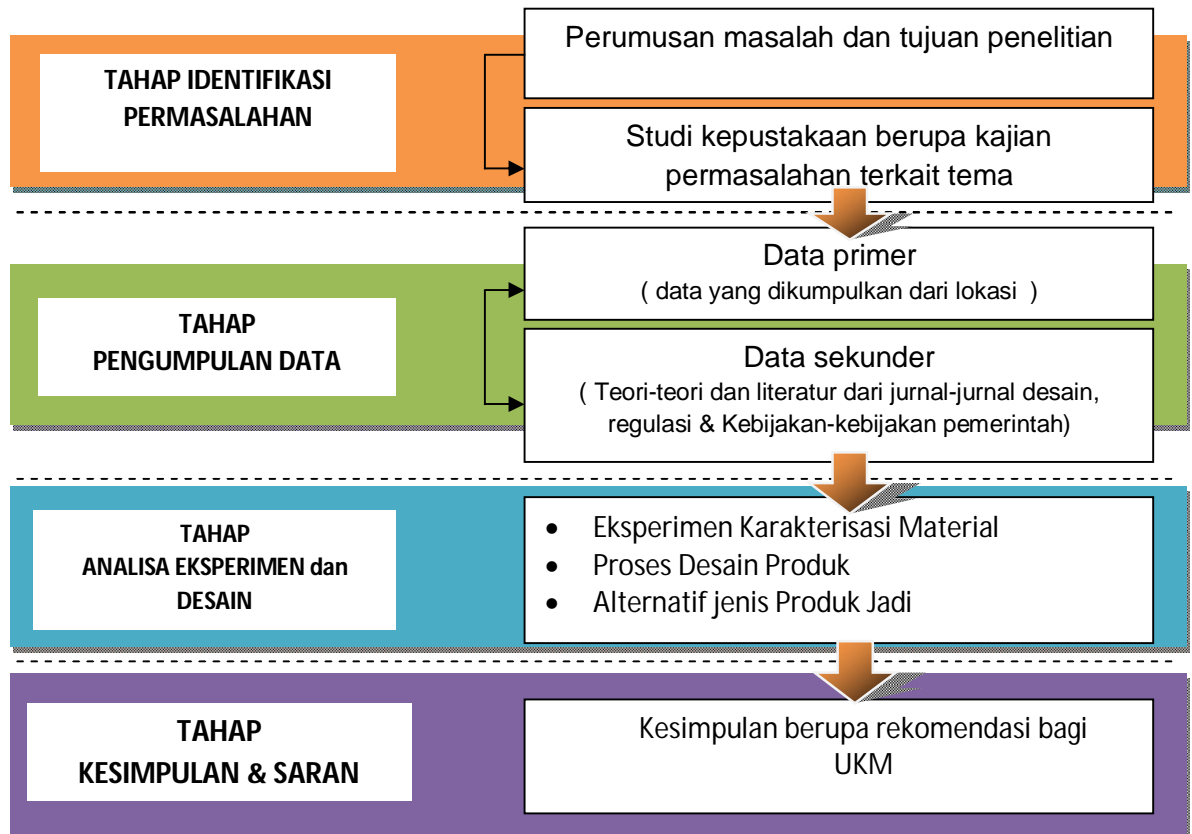 TAHAP IDENTIFIKASI
PERMASALAHAN
Perumusan masalah dan tujuan penelitian
Studi kepustakaan berupa kajian
permasalahan terkait tema
TAHAP
PENGUMPULAN DATA
Data primer
( data yang dikumpulkan dari lokasi )
Data sekunder
( Teori-teori dan literatur dari jurnal-jurnal desain,
regulasi & Kebijakan-kebijakan pemerintah)
TAHAP
ANALISA EKSPERIMEN dan
DESAIN
• Eksperimen Karakterisasi Material
• Proses Desain Produk
• Alternatif jenis Produk Jadi
TAHAP
KESIMPULAN & SARAN
Kesimpulan berupa rekomendasi bagi
UKM